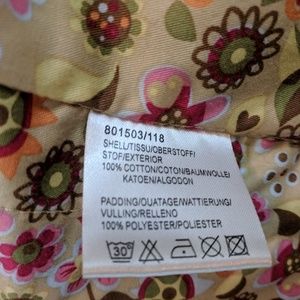 801503/118
SHELL/TISSU/OBERSTOFF/
STOF/EXTERIOR
100% COTTON/COTON/BAUMWOLLE/
KATOEN/ALGODON
PADDING/OUATAGE/WATTIERUNG/
VULLING/RELLENO
100% POLYESTER/POLIESTER
30°